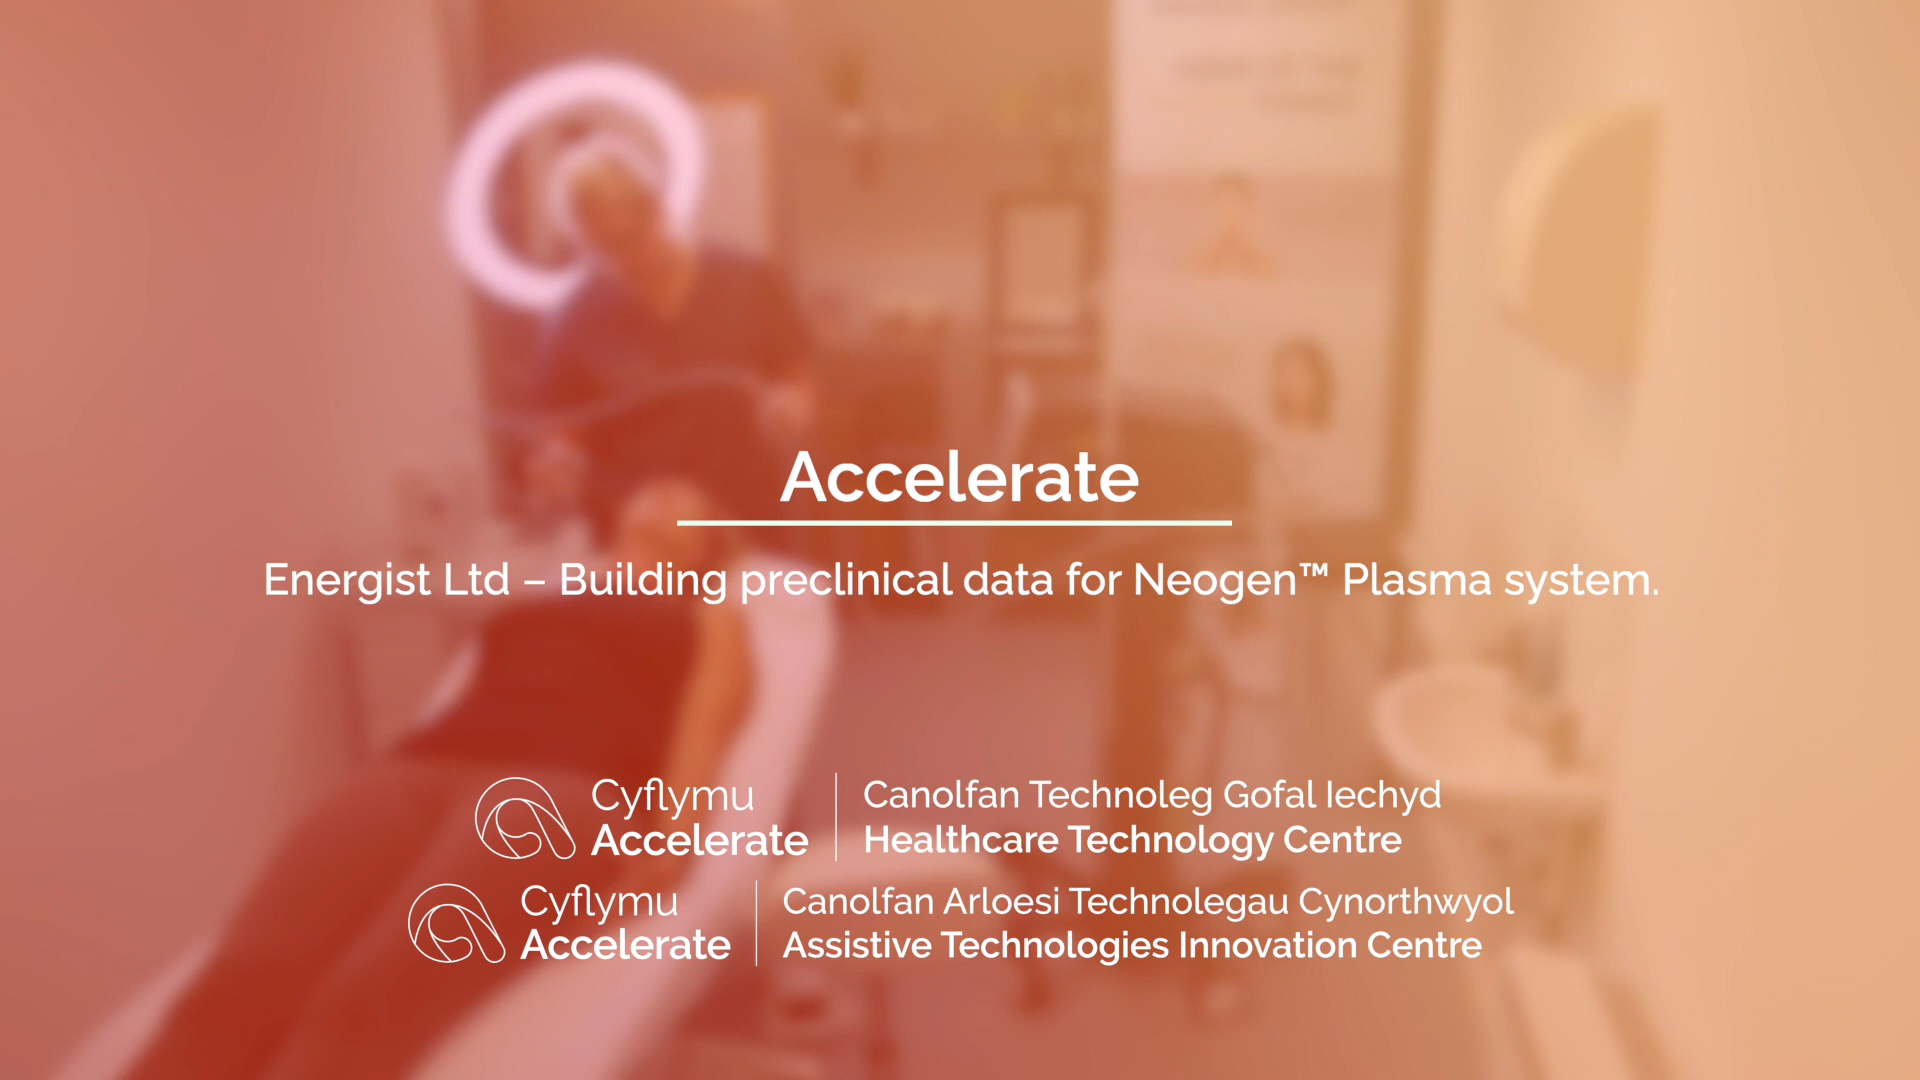 Accelerate
Energist Ltd – Building preclinical data for Neogen™ Plasma system.
Cyflymu
Accelerate
Canolfan Technoleg Gofal Iechyd
Healthcare Technology Centre
Cyflymu
Accelerate
Canolfan Arloesi Technolegau Cynorthwyol
Assistive Technologies Innovation Centre